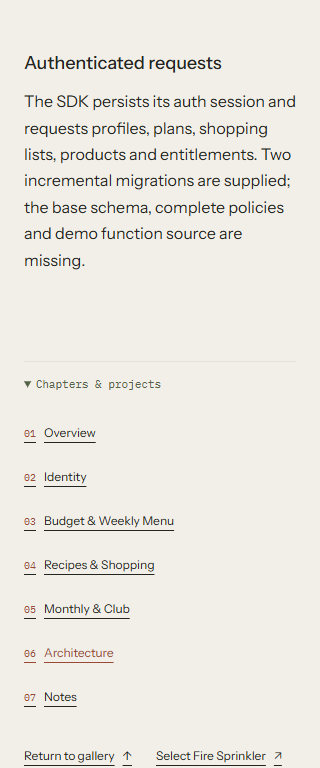 Authenticated requests
The SDK persists its auth session and
requests profiles, plans, shopping
lists, products and entitlements. Two
incremental migrations are supplied;
the base schema, complete policies
and demo function source are
missing.
▼ Chapters & projects
01 Overview
02 Identity
03 Budget & Weekly Menu
04 Recipes & Shopping
05 Monthly & Club
06 Architecture
07 Notes
Return to gallery ↑ Select Fire Sprinkler ↗